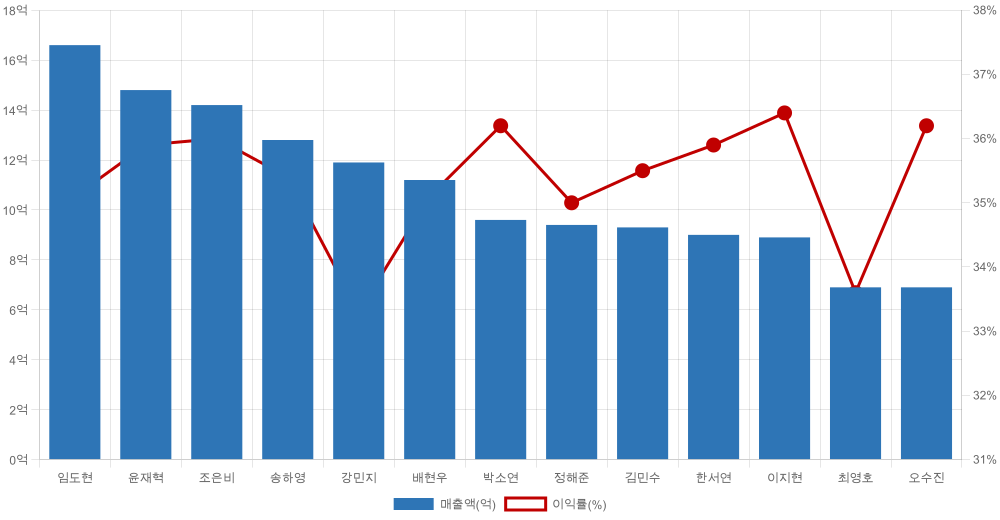 18억
16억
14억
12억
10억
8억
6억
4억
2억
0억
38%
37%
36%
35%
34%
33%
32%
31%
임도현 윤재혁 조은비 송하영 강민지 배현우 박소연 정해준 김민수 한서연 이지현 최영호 오수진
매출액(억) 이익률(%)